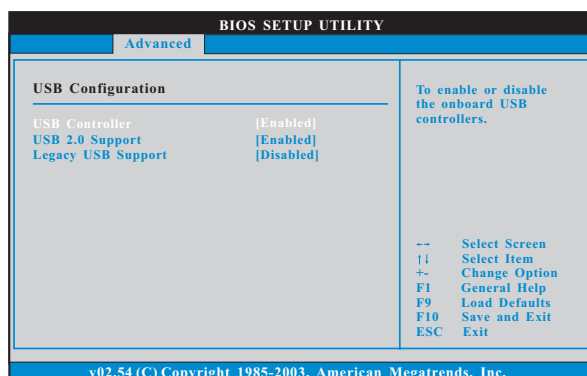 BIOS SETUP UTILITY
Advanced
USB Configuration
USB Controller [Enabled]
USB 2.0 Support [Enabled]
Legacy USB Support [Disabled]
To enable or disable
the onboard USB
controllers.
←→ Select Screen
↑↓ Select Item
+- Change Option
F1 General Help
F9 Load Defaults
F10 Save and Exit
ESC Exit
v02.54 (C) Copyright 1985-2003, American Megatrends, Inc.